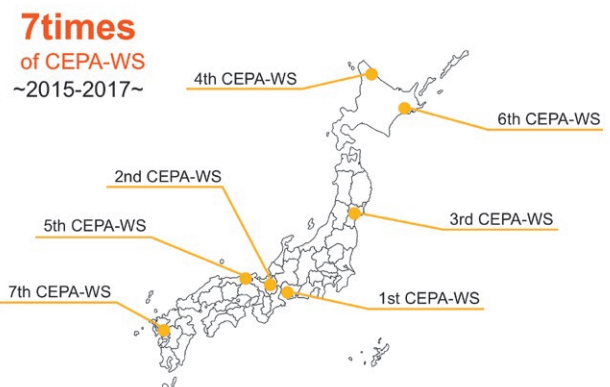 7times
of CEPA-WS
~2015-2017~
4th CEPA-WS
6th CEPA-WS
2nd CEPA-WS
5th CEPA-WS
3rd CEPA-WS
7th CEPA-WS
1st CEPA-WS